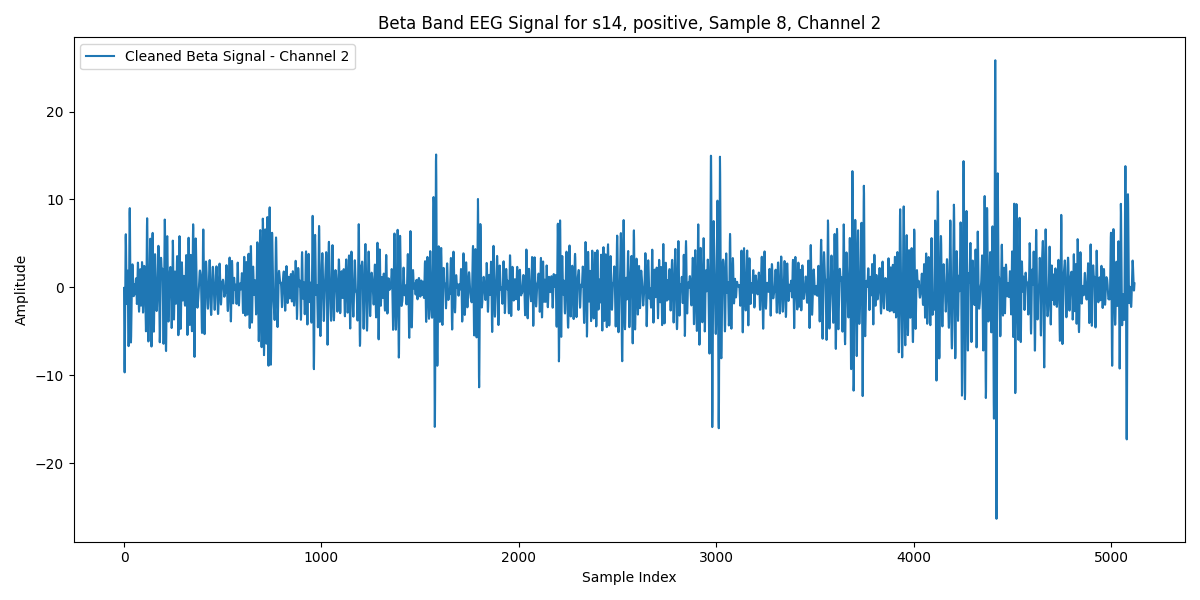 Beta Band EEG Signal for s14, positive, Sample 8, Channel 2
Cleaned Beta Signal - Channel 2
20
10
0
−10
−20
Amplitude
0 1000 2000 3000 4000 5000
Sample Index